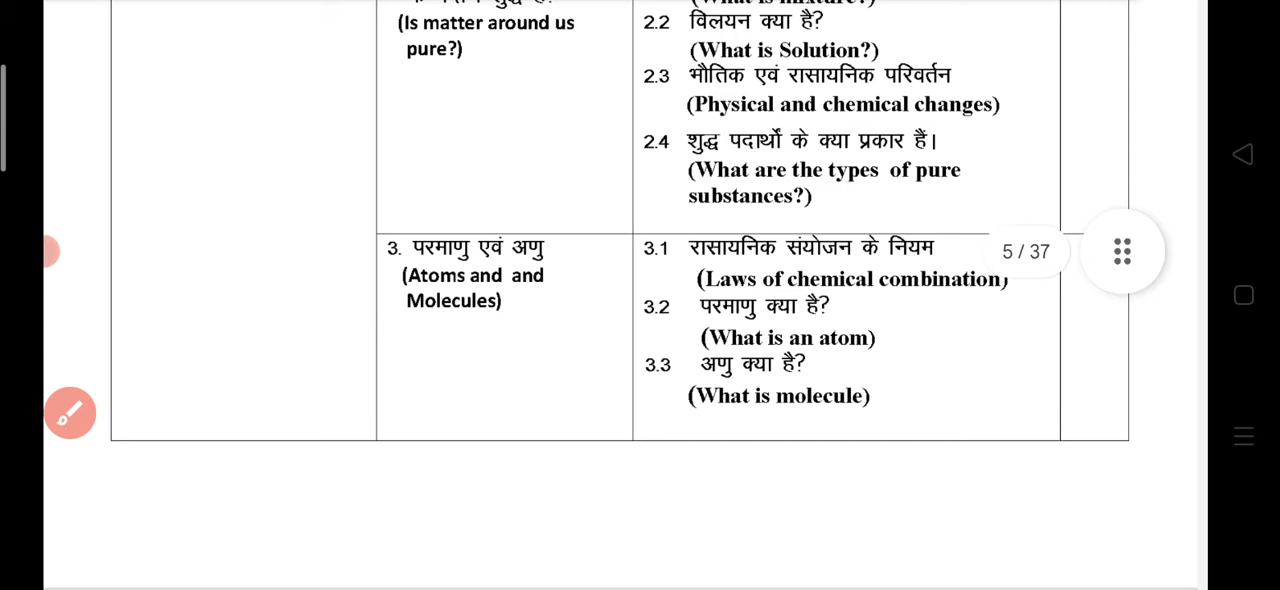 (What is mixture?)
(Is matter around us
pure?)
2.2 विलयन क्या है?
(What is Solution?)
2.3 भौतिक एवं रासायनिक परिवर्तन
(Physical and chemical changes)
2.4 शुद्ध पदार्थों के क्या प्रकार हैं।
(What are the types of pure
substances?)
3. परमाणु एवं अणु
(Atoms and and
Molecules)
3.1 रासायनिक संयोजन के नियम
(Laws of chemical combination)
3.2 परमाणु क्या है?
(What is an atom)
3.3 अणु क्या है?
(What is molecule)
5 / 37